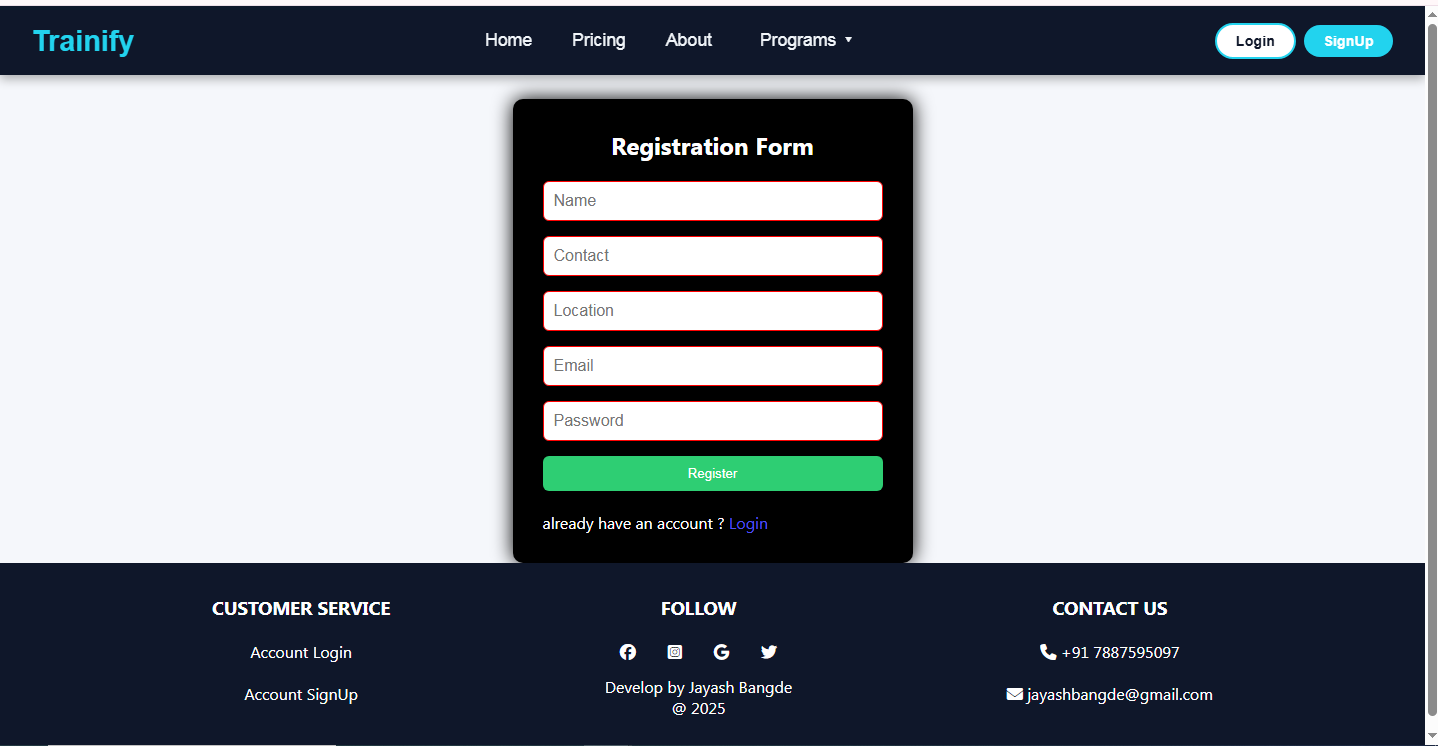 Trainify
Home
Pricing
About
Programs
Login
SignUp
Registration Form
Name
Contact
Location
Email
Password
Register
already have an account ? Login
CUSTOMER SERVICE
Account Login
Account SignUp
FOLLOW
Develop by Jayash Bangde
@ 2025
CONTACT US
+91 7887595097
jayashbangde@gmail.com